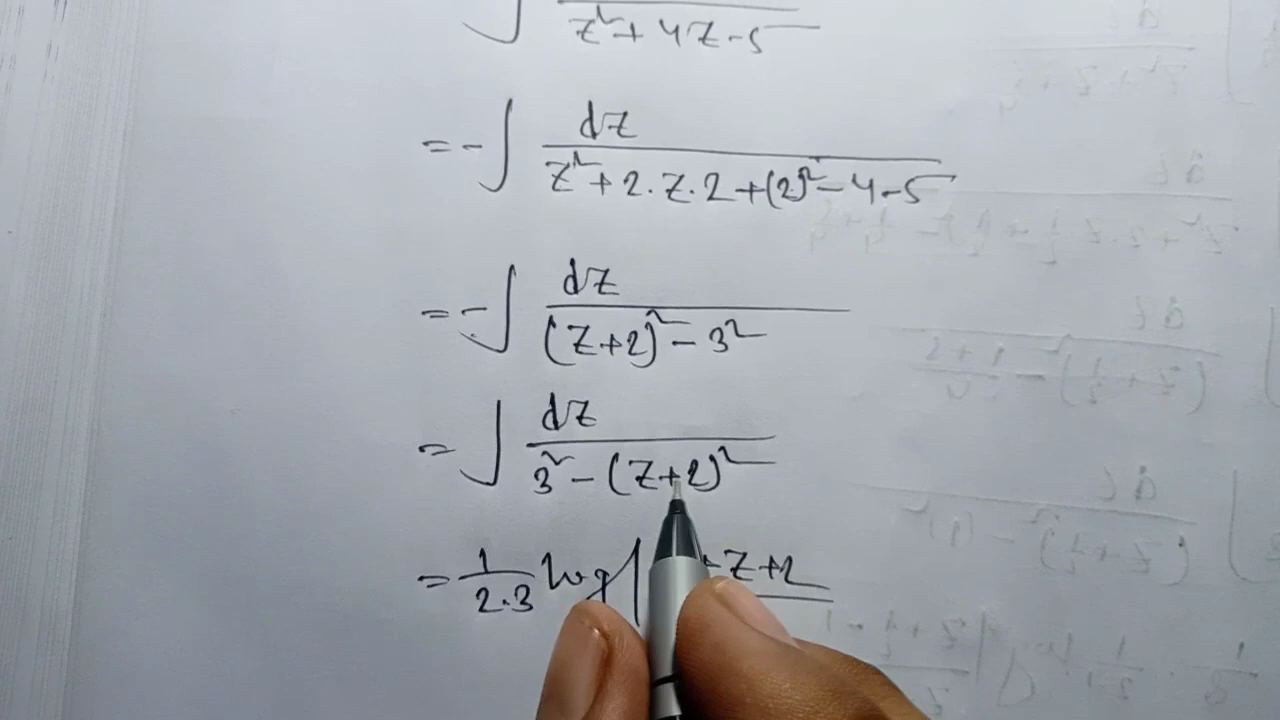 ∫ ― / z² + 4z - 5
= - ∫ dz / z² + 2.z.2 + (2)² - 4 - 5
= - ∫ dz / (z+2)² - 3²
= ∫ dz / 3² - (z+2)²
= 1/2.3 log | + z + 2 / ―